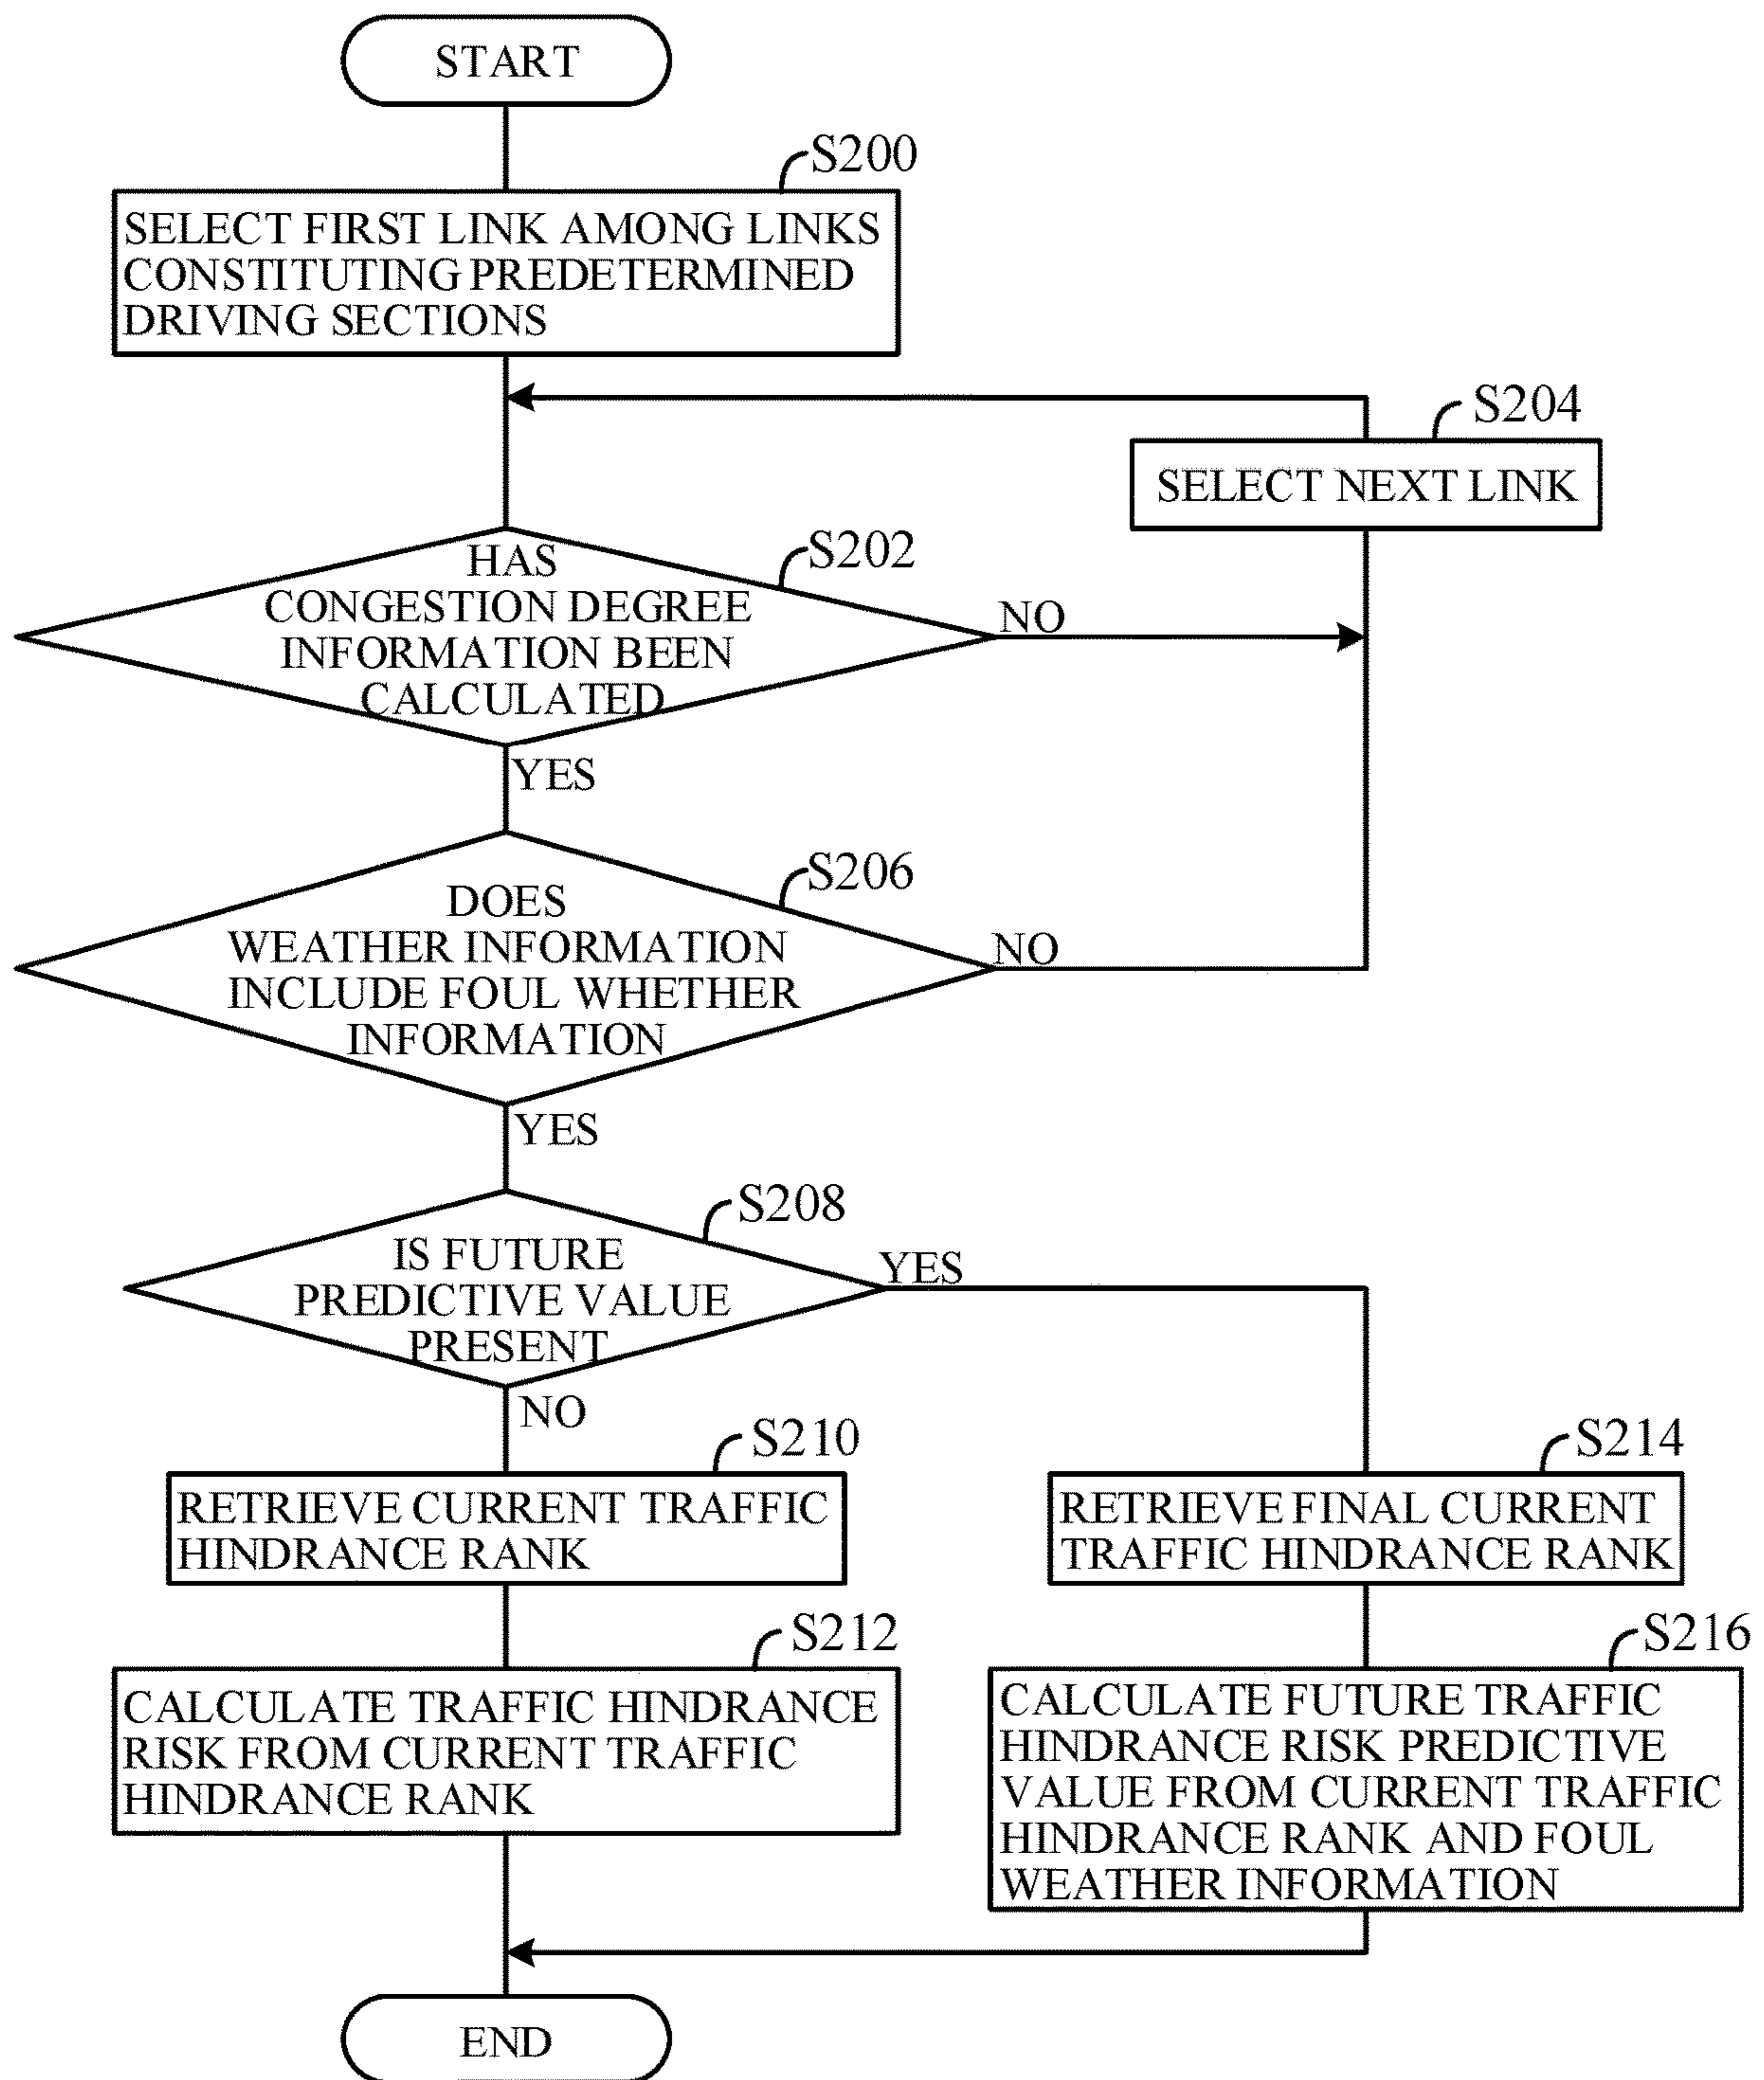 START
S200
SELECT FIRST LINK AMONG LINKS
CONSTITUTING PREDETERMINED
DRIVING SECTIONS
S204
SELECT NEXT LINK
S202
HAS
CONGESTION DEGREE
INFORMATION BEEN
CALCULATED
NO
YES
S206
DOES
WEATHER INFORMATION
INCLUDE FOUL WHETHER
INFORMATION
NO
YES
S208
IS FUTURE
PREDICTIVE VALUE
PRESENT
YES
NO
S210
RETRIEVE CURRENT TRAFFIC
HINDRANCE RANK
S214
RETRIEVE FINAL CURRENT
TRAFFIC HINDRANCE RANK
S212
CALCULATE TRAFFIC HINDRANCE
RISK FROM CURRENT TRAFFIC
HINDRANCE RANK
S216
CALCULATE FUTURE TRAFFIC
HINDRANCE RISK PREDICTIVE
VALUE FROM CURRENT TRAFFIC
HINDRANCE RANK AND FOUL
WEATHER INFORMATION
END